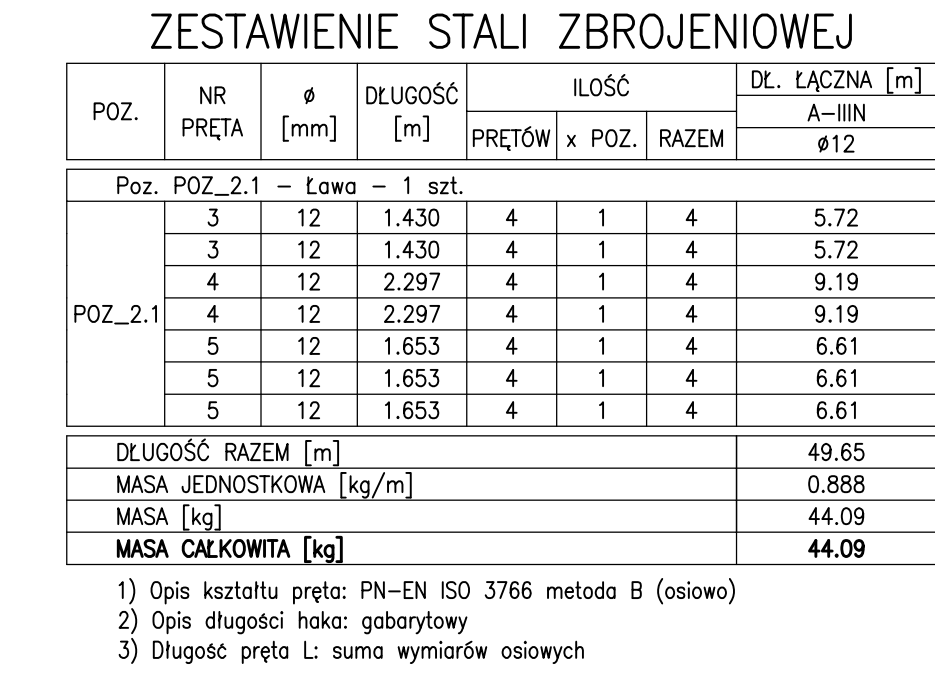 ZESTAWIENIE STALI ZBROJENIOWEJ
POZ. NR PRĘTA ø [mm] DŁUGOŚĆ [m] ILOŚĆ DŁ. ŁĄCZNA [m]
A-IIIN
PRĘTÓW x POZ. RAZEM ø12
Poz. POZ_2.1 – Ława – 1 szt.
3 12 1.430 4 1 4 5.72
3 12 1.430 4 1 4 5.72
4 12 2.297 4 1 4 9.19
POZ_2.1 4 12 2.297 4 1 4 9.19
5 12 1.653 4 1 4 6.61
5 12 1.653 4 1 4 6.61
5 12 1.653 4 1 4 6.61
DŁUGOŚĆ RAZEM [m] 49.65
MASA JEDNOSTKOWA [kg/m] 0.888
MASA [kg] 44.09
MASA CAŁKOWITA [kg] 44.09
1) Opis kształtu pręta: PN-EN ISO 3766 metoda B (osiowo)
2) Opis długości haka: gabarytowy
3) Długość pręta L: suma wymiarów osiowych